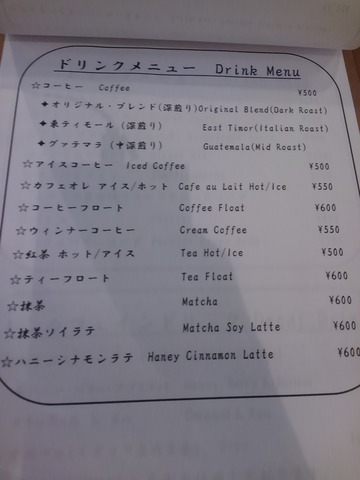 ドリンクメニュー Drink Menu
☆コーヒー Coffee ¥500
✦オリジナル・ブレンド(深煎り)Original Blend(Dark Roast)
✦東ティモール(深煎り) East Timor(Italian Roast)
✦グァテマラ(中深煎り) Guatemala(Mid Roast)
☆アイスコーヒー Iced Coffee ¥500
☆カフェオレ アイス/ホット Cafe au Lait Hot/Ice ¥550
☆コーヒーフロート Coffee Float ¥600
☆ウィンナーコーヒー Cream Coffee ¥550
☆紅茶 ホット/アイス Tea Hot/Ice ¥500
☆ティーフロート Tea Float ¥600
☆抹茶 Matcha ¥600
☆抹茶ソイラテ Matcha Soy Latte ¥600
☆ハニーシナモンラテ Haney Cinnamon Latte ¥600